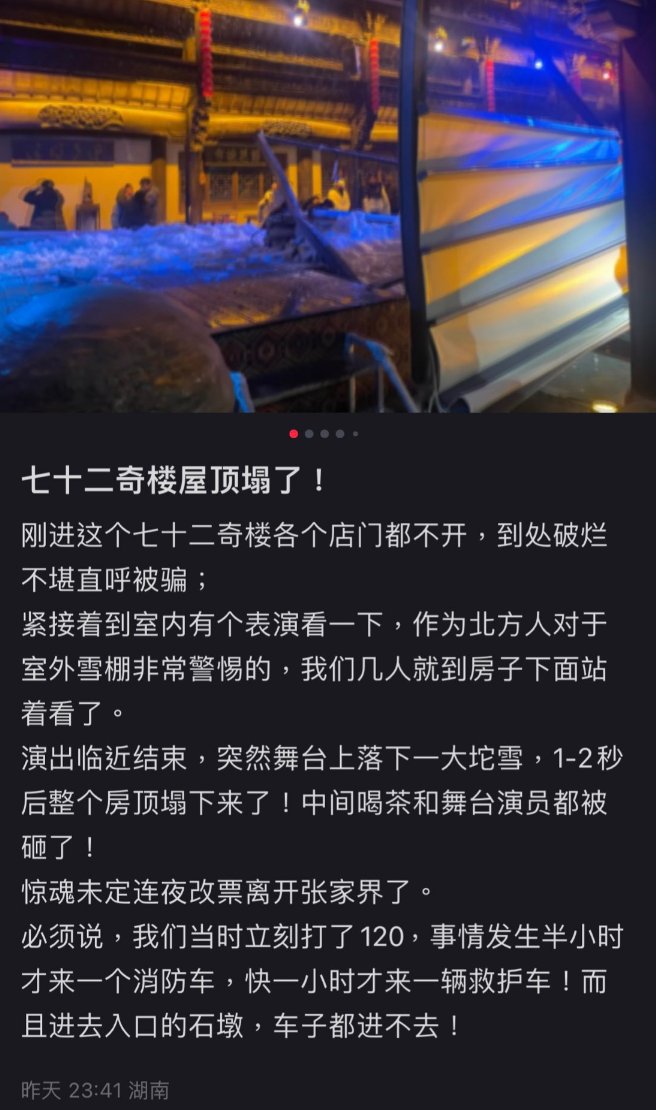 七十二奇楼屋顶塌了！
刚进这个七十二奇楼各个店门都不开，到处破烂
不堪直呼被骗；
紧接着到室内有个表演看一下，作为北方人对于
室外雪棚非常警惕的，我们几人就到房子下面站
着看了。
演出临近结束，突然舞台上落下一大坨雪，1-2秒
后整个房顶塌下来了！中间喝茶和舞台演员都被
砸了！
惊魂未定连夜改票离开张家界了。
必须说，我们当时立刻打了120，事情发生半小时
才来一个消防车，快一小时才来一辆救护车！而
且进去入口的石墩，车子都进不去！
昨天 23:41 湖南